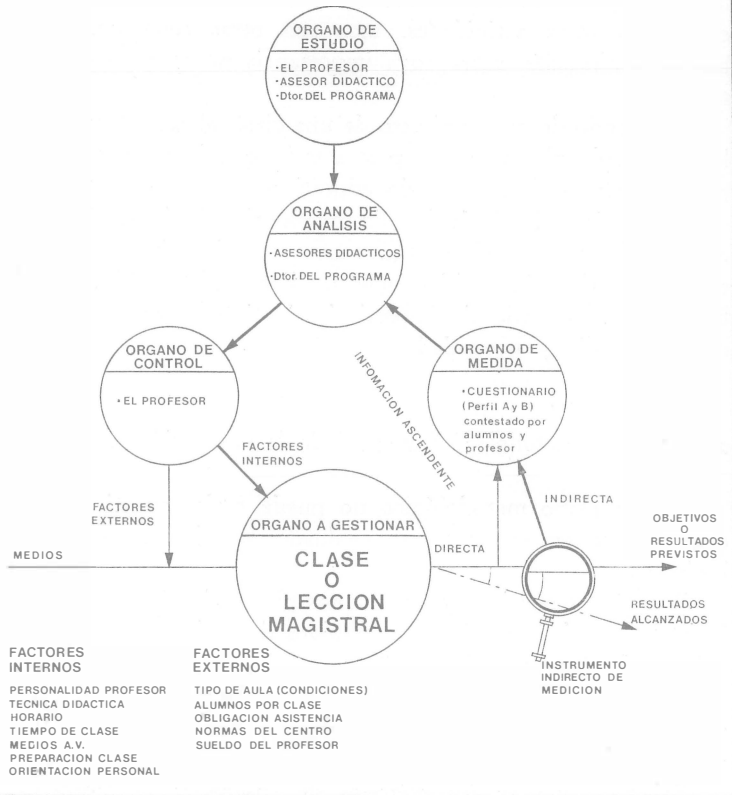 ORGANO DE
ESTUDIO
•EL PROFESOR
•ASESOR DIDACTICO
•Dtor. DEL PROGRAMA
ORGANO DE
ANALISIS
•ASESORES DIDACTICOS
•Dtor. DEL PROGRAMA
ORGANO DE
CONTROL
•EL PROFESOR
ORGANO DE
MEDIDA
•CUESTIONARIO
(Perfil A y B)
contestado por
alumnos y
profesor
INFOMACION ASCENDENTE
FACTORES
INTERNOS
FACTORES
EXTERNOS
INDIRECTA
ORGANO A GESTIONAR
CLASE
O
LECCION
MAGISTRAL
MEDIOS
DIRECTA
OBJETIVOS
O
RESULTADOS
PREVISTOS
RESULTADOS
ALCANZADOS
INSTRUMENTO
INDIRECTO DE
MEDICION
FACTORES
INTERNOS
PERSONALIDAD PROFESOR
TECNICA DIDACTICA
HORARIO
TIEMPO DE CLASE
MEDIOS A.V.
PREPARACION CLASE
ORIENTACION PERSONAL
FACTORES
EXTERNOS
TIPO DE AULA (CONDICIONES)
ALUMNOS POR CLASE
OBLIGACION ASISTENCIA
NORMAS DEL CENTRO
SUELDO DEL PROFESOR